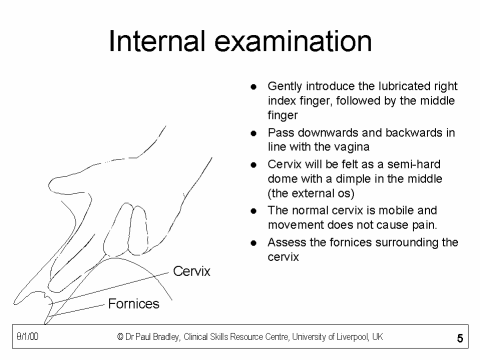 Internal examination
● Gently introduce the lubricated right
index finger, followed by the middle
finger
● Pass downwards and backwards in
line with the vagina
● Cervix will be felt as a semi-hard
dome with a dimple in the middle
(the external os)
● The normal cervix is mobile and
movement does not cause pain.
● Assess the fornices surrounding the
cervix
Cervix
Fornices
© Dr Paul Bradley, Clinical Skills Resource Centre, University of Liverpool, UK
5